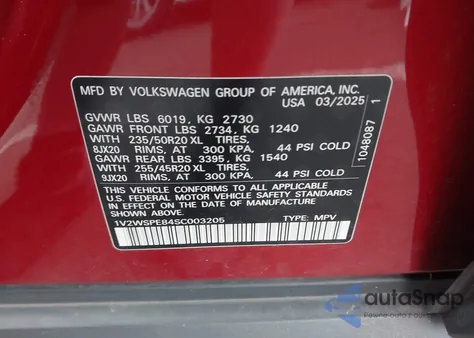 MFD BY VOLKSWAGEN GROUP OF AMERICA, INC.
USA 03/2025
GVWR LBS 6019, KG 2730
GAWR FRONT LBS 2734, KG 1240
WITH 235/50R20 XL TIRES,
8JX20 RIMS, AT 300 KPA, 44 PSI COLD
GAWR REAR LBS 3395, KG 1540
WITH 255/45R20 XL TIRES,
9JX20 RIMS, AT 300 KPA, 44 PSI COLD
THIS VEHICLE CONFORMS TO ALL APPLICABLE
U.S. FEDERAL MOTOR VEHICLE SAFETY STANDARDS
IN EFFECT ON THE DATE OF MANUFACTURE
SHOWN ABOVE
1V2WSPE84SC003205 TYPE: MPV
1048087 1
autoSnap
Pewne auto z USA